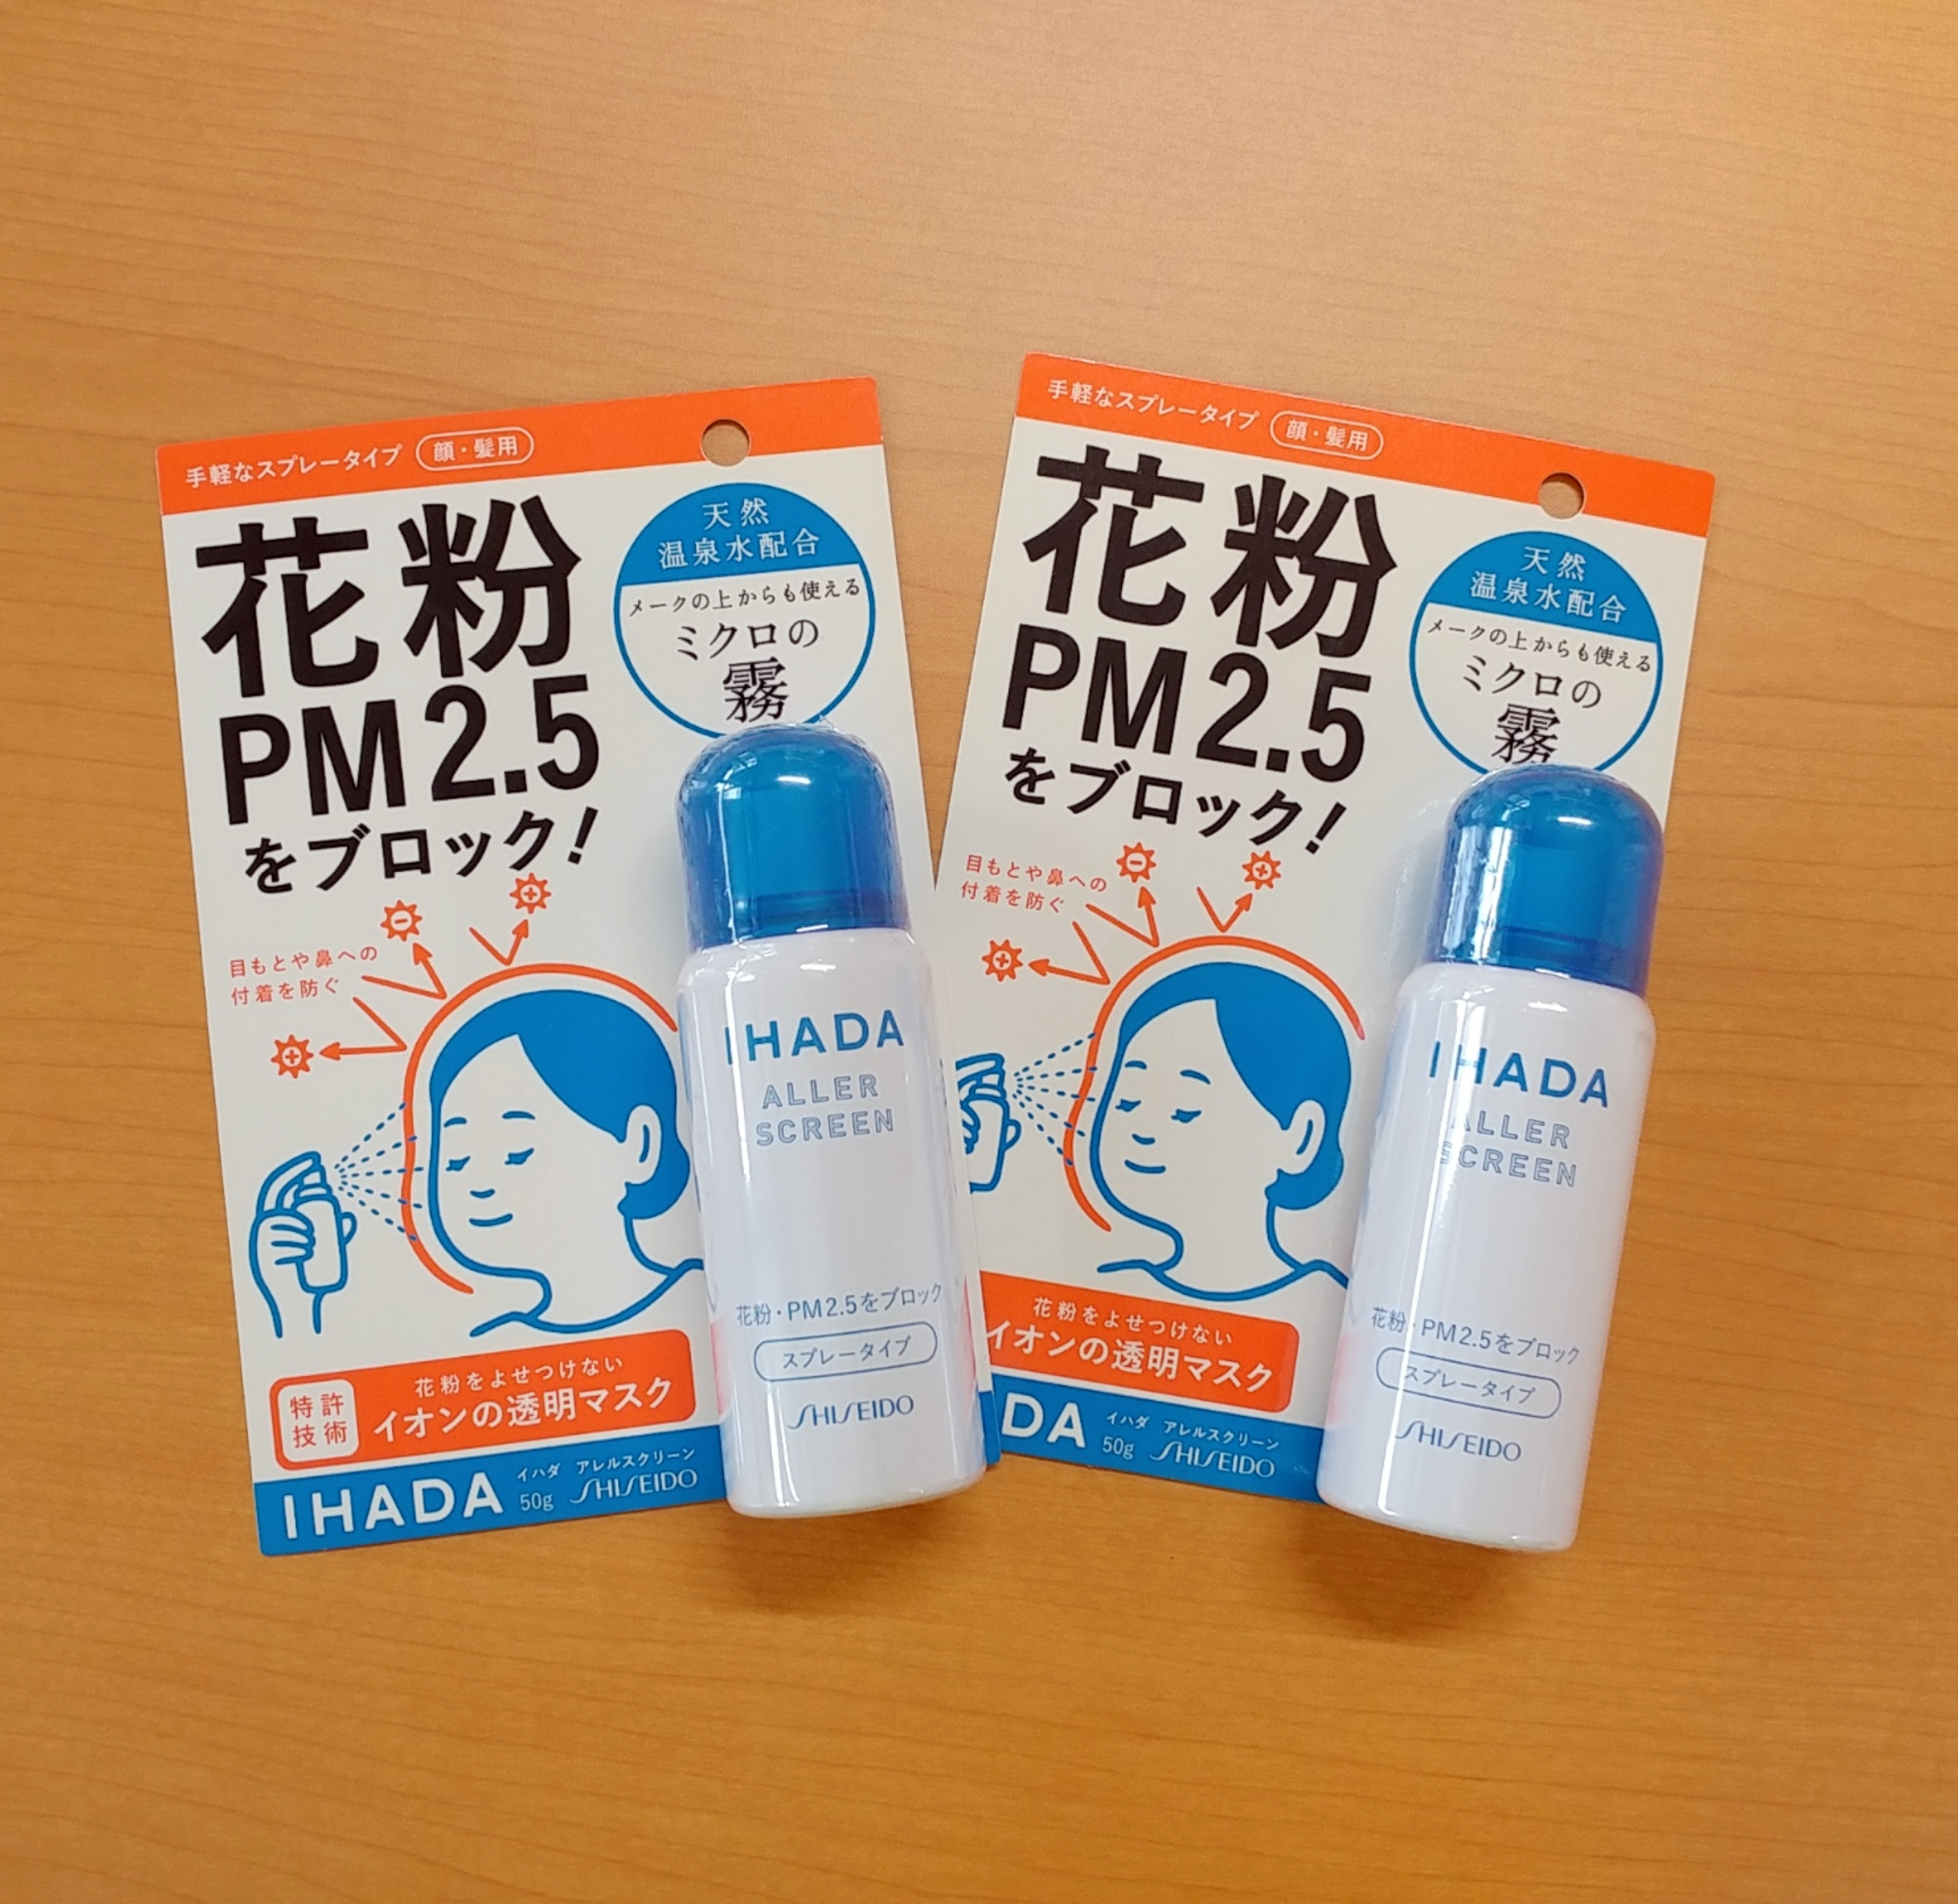 手軽なスプレータイプ 顔・髪用
花粉
PM2.5
をブロック!
天然
温泉水配合
メークの上からも使える
ミクロの
霧
目もとや鼻への
付着を防ぐ
花粉をよせつけない
特許
技術
イオンの透明マスク
IHADA
イハダ アレルスクリーン
50g SHISEIDO
IHADA
ALLER
SCREEN
花粉・PM2.5をブロック
スプレータイプ
SHISEIDO
手軽なスプレータイプ 顔・髪用
花粉
PM2.5
をブロック!
天然
温泉水配合
メークの上からも使える
ミクロの
霧
目もとや鼻への
付着を防ぐ
花粉をよせつけない
イオンの透明マスク
DA
イハダ アレルスクリーン
50g SHISEIDO
IHADA
ALLER
SCREEN
花粉・PM2.5をブロック
スプレータイプ
SHISEIDO